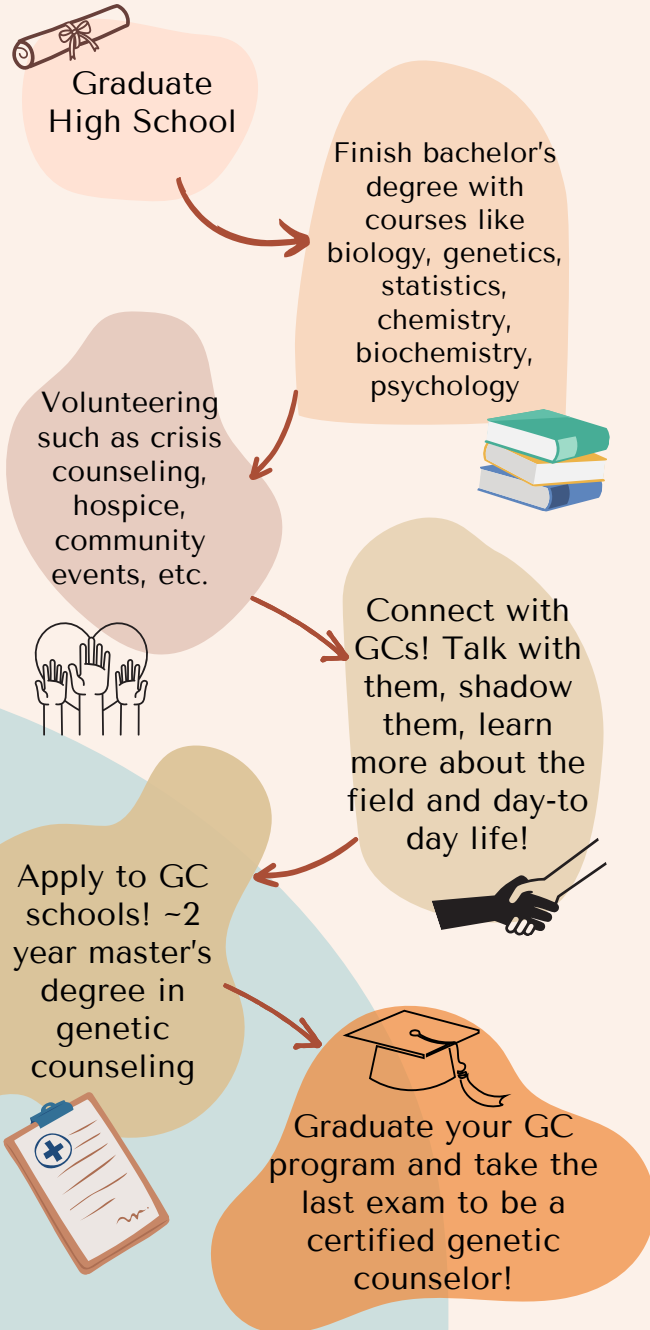 Graduate
High School
Finish bachelor's
degree with
courses like
biology, genetics,
statistics,
chemistry,
biochemistry,
psychology
Volunteering
such as crisis
counseling,
hospice,
community
events, etc.
Connect with
GCs! Talk with
them, shadow
them, learn
more about the
field and day-to
day life!
Apply to GC
schools! ~2
year master's
degree in
genetic
counseling
Graduate your GC
program and take the
last exam to be a
certified genetic
counselor!